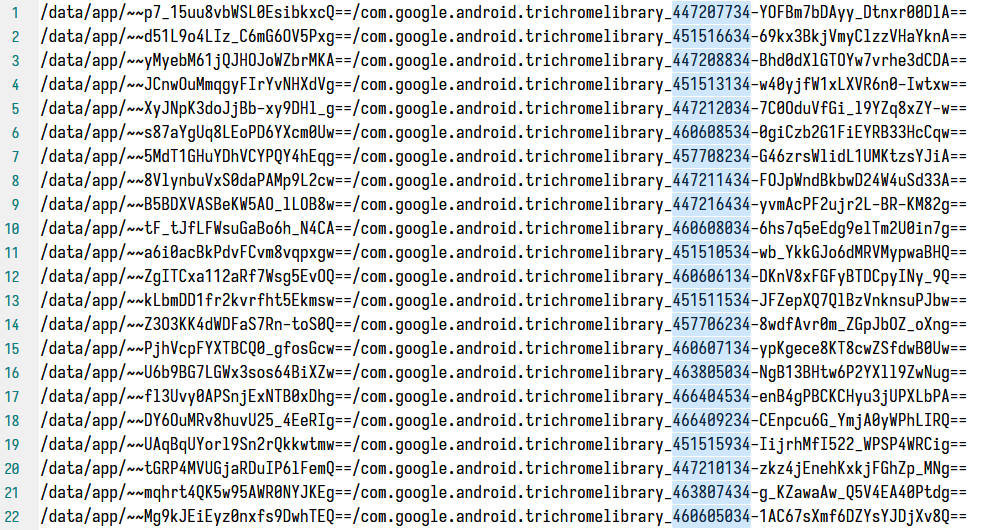 1 /data/app/~~p7_15uu8vbWSL0EsibkxcQ==/com.google.android.trichromelibrary_447207734-YOFBm7bDAyy_Dtnxr00DlA==
2 /data/app/~~d51L9o4LIz_C6mG6OV5Pxg==/com.google.android.trichromelibrary_451516634-69kx3BkjVmyClzzVHaYknA==
3 /data/app/~~yMyebM61jQJHOJoWZbrMKA==/com.google.android.trichromelibrary_447208834-Bhd0dXlGTOYw7vrhe3dCDA==
4 /data/app/~~JCnwOuMmqgyFIrYvNHXdVg==/com.google.android.trichromelibrary_451513134-w40yjfW1xLXVR6n0-Iwtxw==
5 /data/app/~~XyJNpK3doJjBb-xy9DHl_g==/com.google.android.trichromelibrary_447212034-7C0OduVfGi_l9YZq8xZY-w==
6 /data/app/~~s87aYgUq8LEoPD6YXcm0Uw==/com.google.android.trichromelibrary_460608534-0giCzb2G1FiEYRB33HcCqw==
7 /data/app/~~5MdT1GHuYDhVCYPQY4hEqg==/com.google.android.trichromelibrary_457708234-G46zrsWlidL1UMKtzsYJiA==
8 /data/app/~~8VlynbuVxS0daPAMp9L2cw==/com.google.android.trichromelibrary_447211434-FOJpWndBkbwD24W4uSd33A==
9 /data/app/~~B5BDXVASBeKW5AO_lLOB8w==/com.google.android.trichromelibrary_447216434-yvmAcPF2ujr2L-BR-KM82g==
10 /data/app/~~tF_tJfLFWsuGaBo6h_N4CA==/com.google.android.trichromelibrary_460608034-6hs7q5eEdg9elTm2U0in7g==
11 /data/app/~~a6i0acBkPdvFCvm8vqpxgw==/com.google.android.trichromelibrary_451510534-wb_YkkGJo6dMRVMypwaBHQ==
12 /data/app/~~ZgITCxa112aRf7Wsg5EvOQ==/com.google.android.trichromelibrary_460606134-DKnV8xFGFyBTDCpyINy_9Q==
13 /data/app/~~kLbmDD1fr2kvrfht5Ekmsw==/com.google.android.trichromelibrary_451511534-JFZepXQ7QlBzVnknsuPJbw==
14 /data/app/~~Z3O3KK4dWDFaS7Rn-toS0Q==/com.google.android.trichromelibrary_457706234-8wdfAvr0m_ZGpJbOZ_oXng==
15 /data/app/~~PjhVcpFYXTBCQ0_gfosGcw==/com.google.android.trichromelibrary_460607134-ypKgece8KT8cwZSfdwB0Uw==
16 /data/app/~~U6b9BG7LGWx3sos64BiXZw==/com.google.android.trichromelibrary_463805034-NgB13BHtw6P2YXll9ZwNug==
17 /data/app/~~fl3Uvy0APSnjExNTB0xDhg==/com.google.android.trichromelibrary_466404534-enB4gPBCKCHyu3jUPXLbPA==
18 /data/app/~~DY6OuMRv8huvU25_4EeRIg==/com.google.android.trichromelibrary_466409234-CEnpcu6G_YmjA0yWPhLIRQ==
19 /data/app/~~UAqBqUYorl9Sn2rQkkwtmw==/com.google.android.trichromelibrary_451515934-IijrhMfI522_WPSP4WRCig==
20 /data/app/~~tGRP4MVUGjaRDuIP6lFemQ==/com.google.android.trichromelibrary_447210134-zkz4jEnehKxkjFGhZp_MNg==
21 /data/app/~~mqhrt4QK5w95AWR0NYJKEg==/com.google.android.trichromelibrary_463807434-g_KZawaAw_Q5V4EA40Ptdg==
22 /data/app/~~Mg9kJEiEyz0nxfs9DwhTEQ==/com.google.android.trichromelibrary_460605034-1AC67sXmf6DZYsYJDjXv8Q==